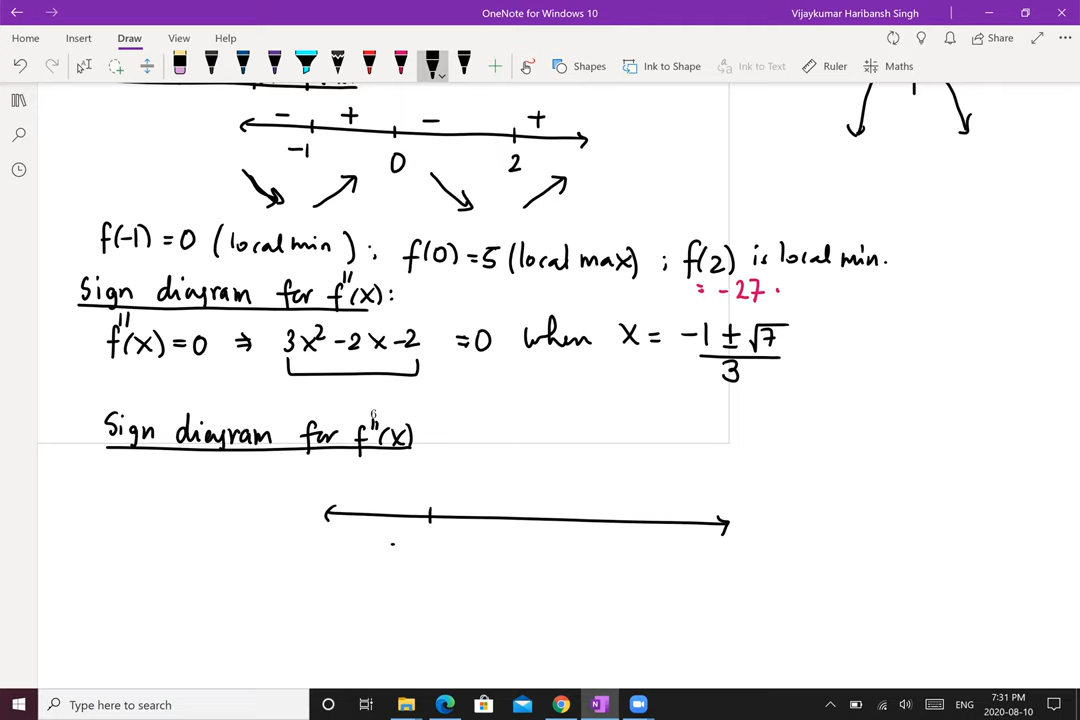 OneNote for Windows 10
Vijaykumar Haribansh Singh
Home Insert Draw View Help
Share
Shapes Ink to Shape Ink to Text Ruler Maths
− + − +
−1 0 2
f(-1) = 0 (local min); f(0) = 5 (local max); f(2) is local min.
= -27.
Sign diagram for f''(x):
f''(x) = 0 ⇒ 3x² - 2x - 2 = 0 when x = (-1 ± √7)/3
Sign diagram for f''(x)
Type here to search
ENG
7:31 PM
2020-08-10